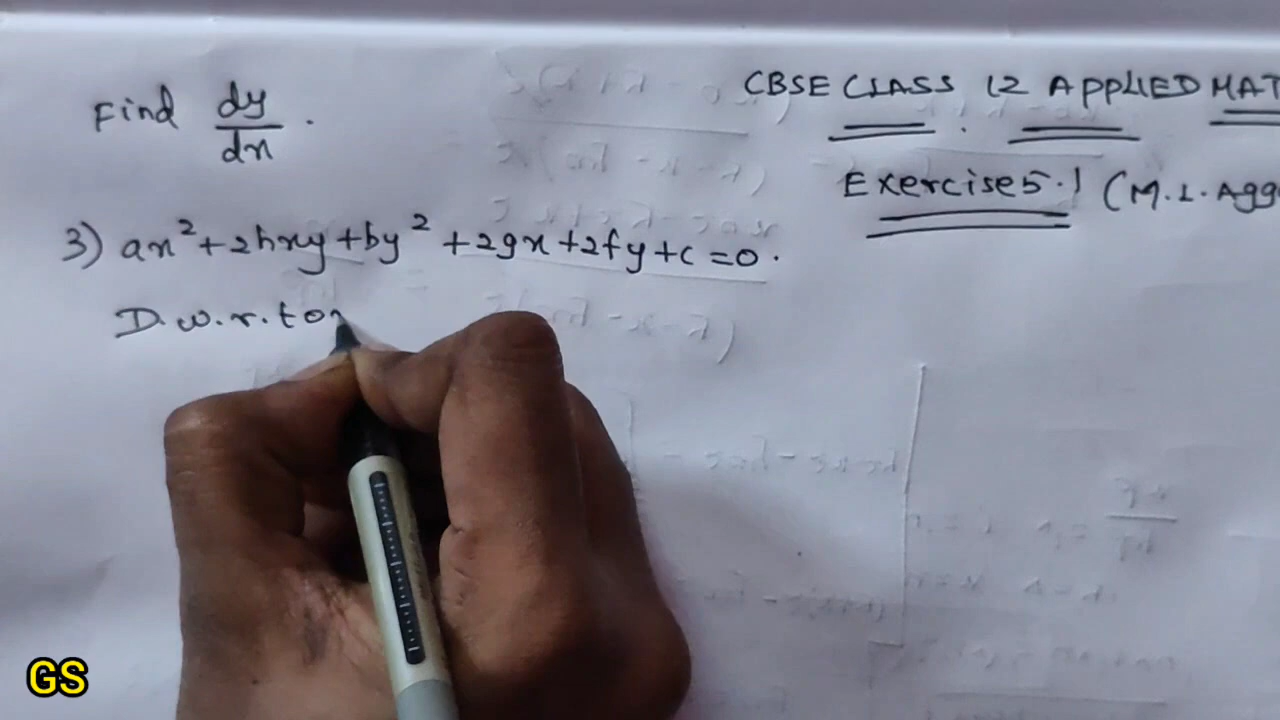 Find dy/dx.
CBSE CLASS 12 APPLIED MAT
Exercise 5.1 (M.L. Agg
3) ax²+2hxy+by²+2gx+2fy+c=0.
D.w.r.to
GS